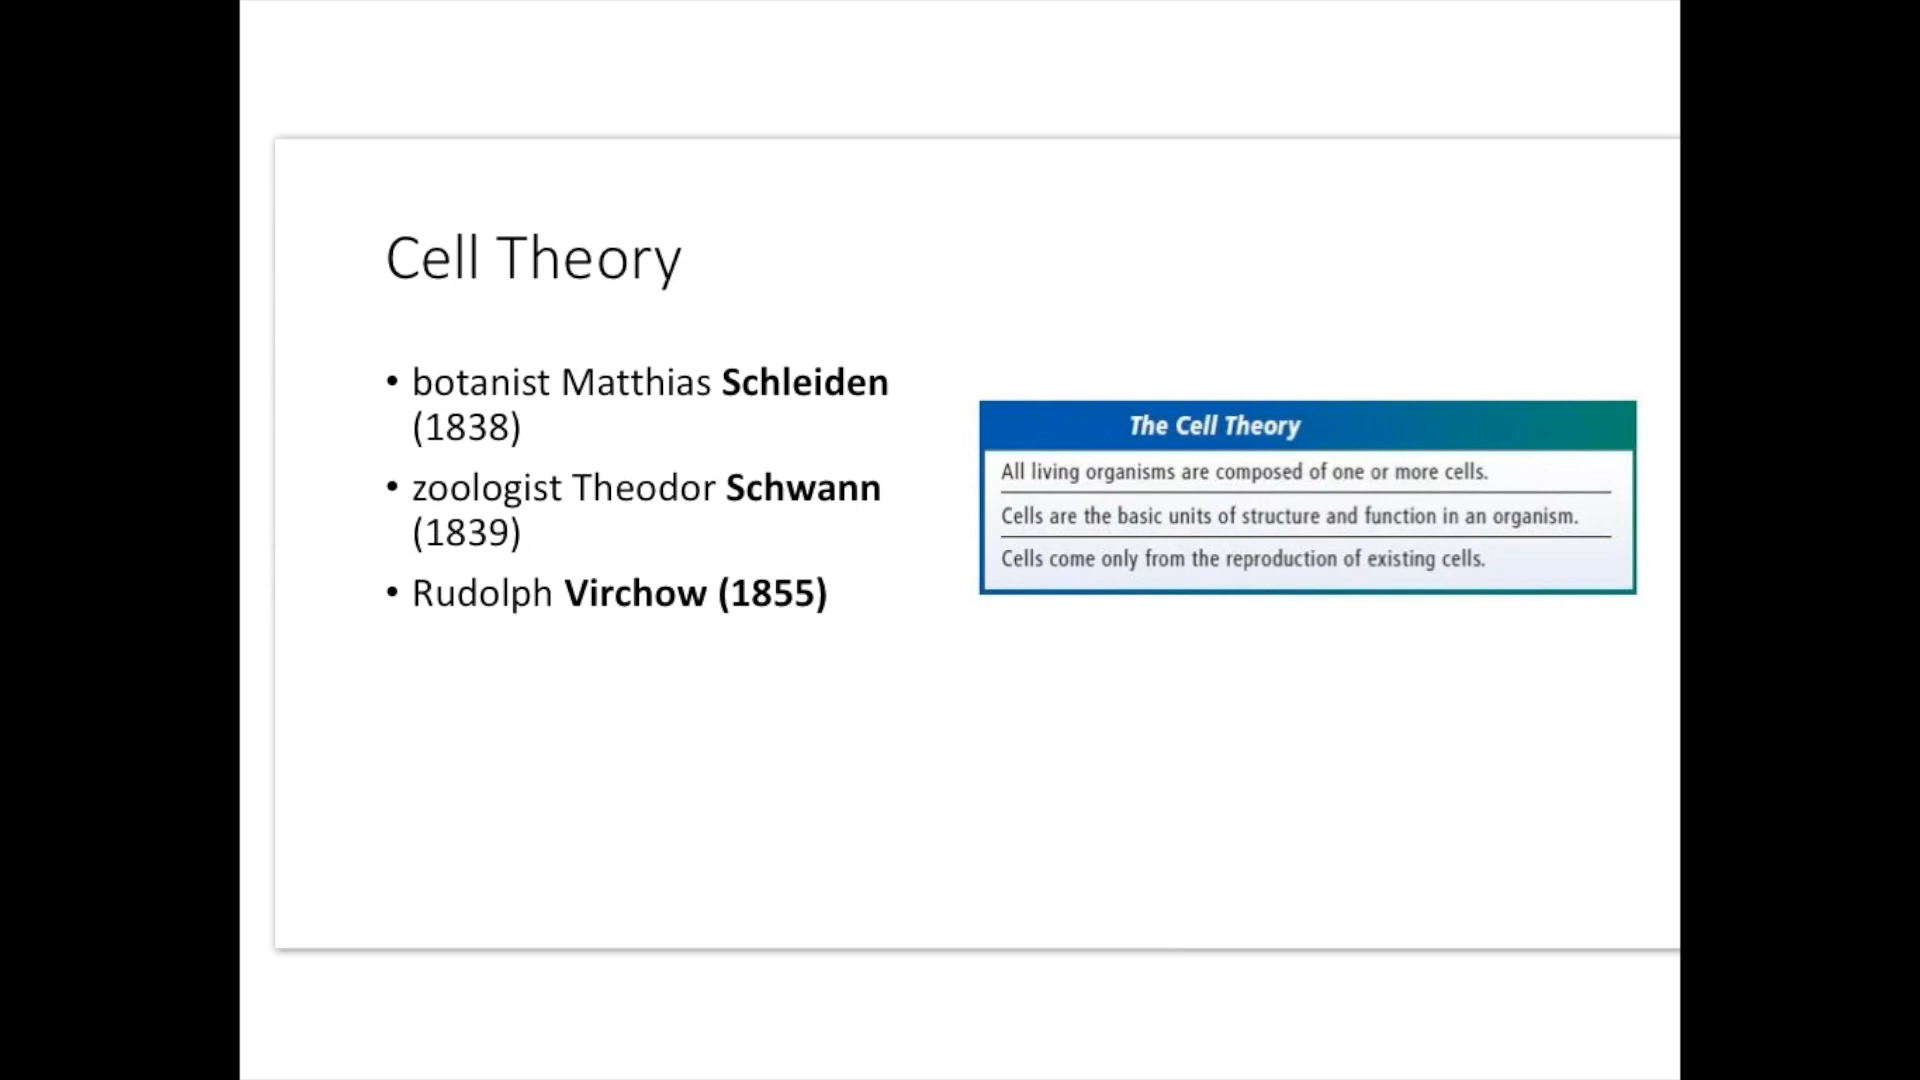 Cell Theory
• botanist Matthias Schleiden
(1838)
• zoologist Theodor Schwann
(1839)
• Rudolph Virchow (1855)
The Cell Theory
All living organisms are composed of one or more cells.
Cells are the basic units of structure and function in an organism.
Cells come only from the reproduction of existing cells.